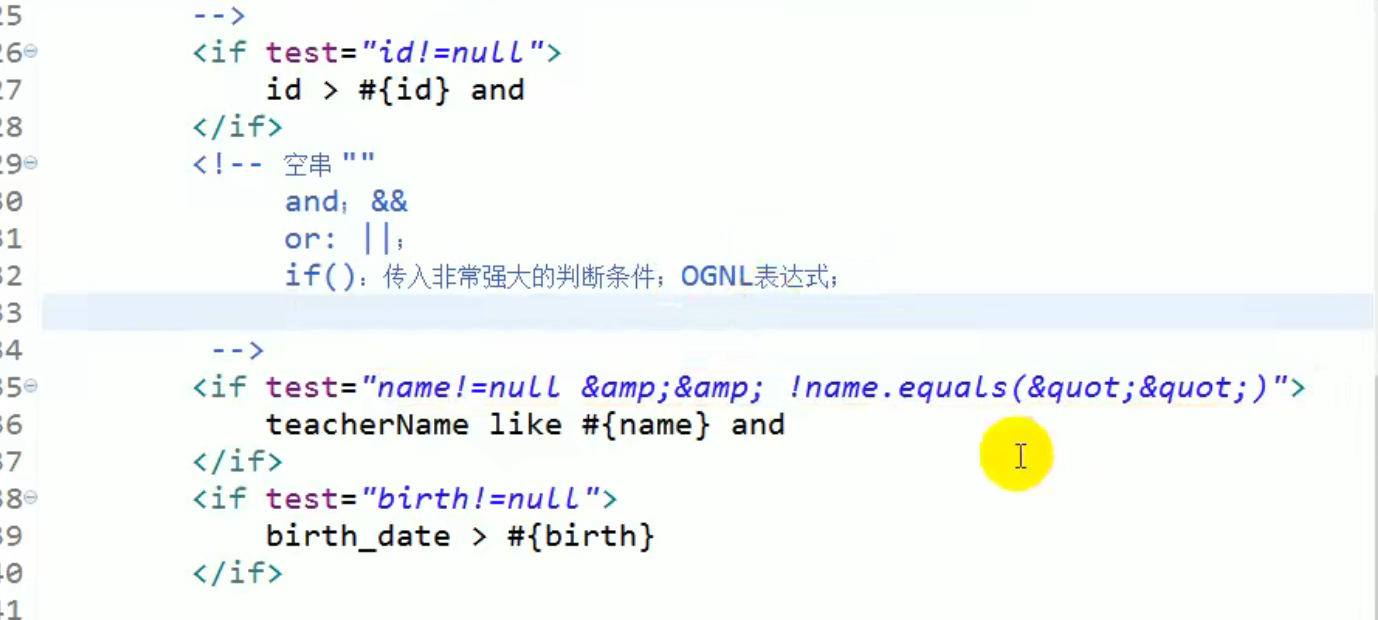 25 -->
26 <if test="id!=null">
27 id > #{id} and
28 </if>
29 <!-- 空串 ""
30 and; &&
31 or: ||;
32 if():传入非常强大的判断条件;OGNL表达式;
33
34 -->
35 <if test="name!=null &amp;&amp; !name.equals(&quot;&quot;)">
36 teacherName like #{name} and
37 </if>
38 <if test="birth!=null">
39 birth_date > #{birth}
40 </if>
41